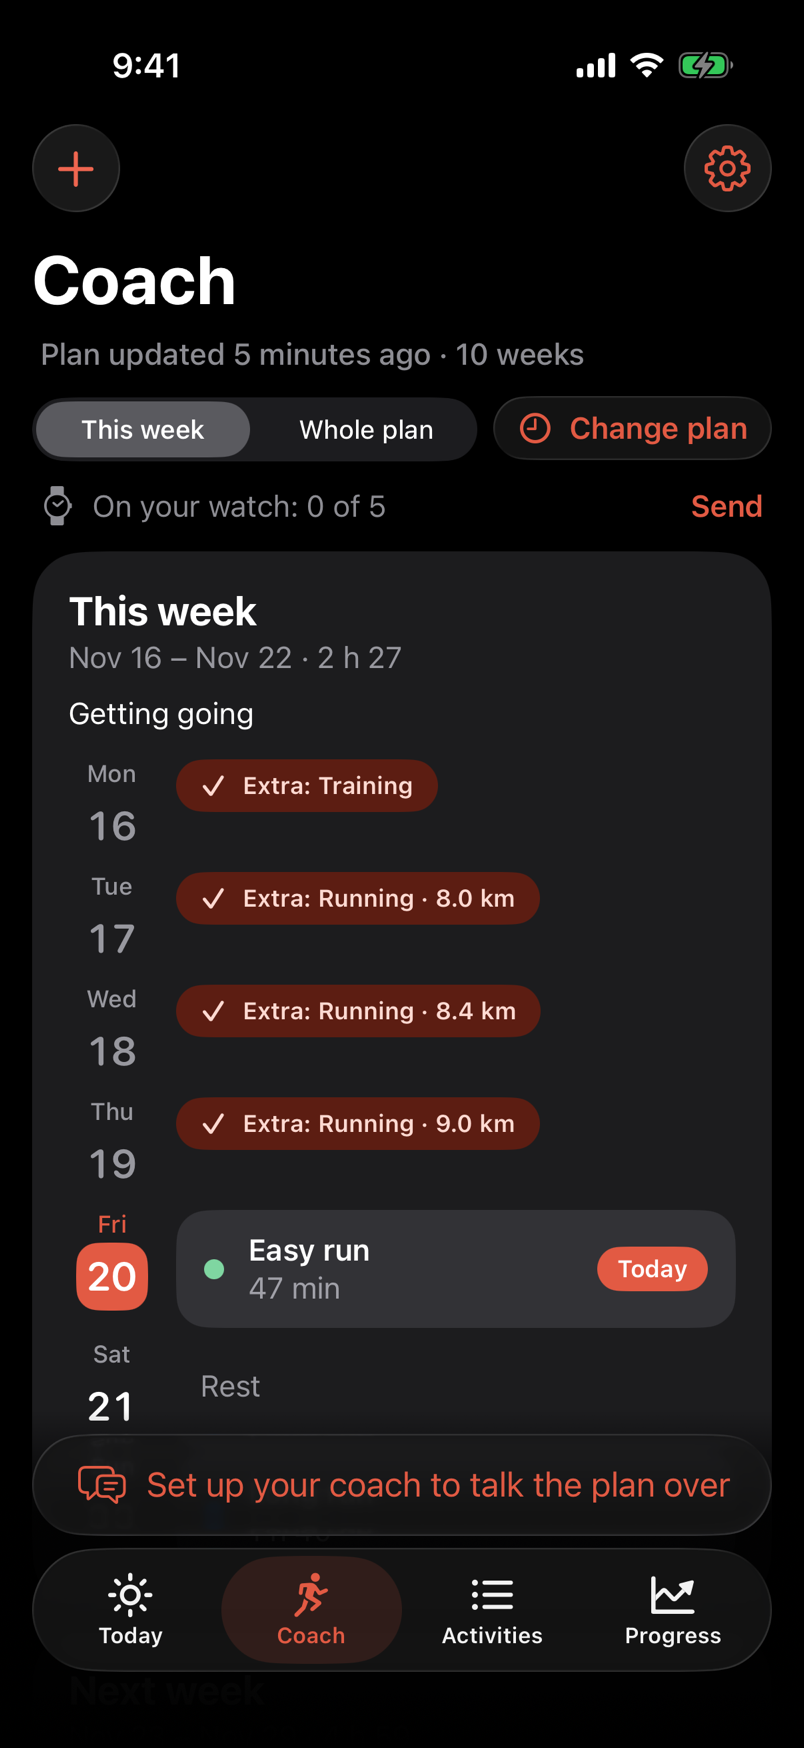 9:41
Coach
Plan updated 5 minutes ago · 10 weeks
This week
Whole plan
Change plan
On your watch: 0 of 5
Send
This week
Nov 16 – Nov 22 · 2 h 27
Getting going
Mon
16
Extra: Training
Tue
17
Extra: Running · 8.0 km
Wed
18
Extra: Running · 8.4 km
Thu
19
Extra: Running · 9.0 km
Fri
20
Easy run
47 min
Today
Sat
21
Rest
Set up your coach to talk the plan over
Today
Coach
Activities
Progress
Next week